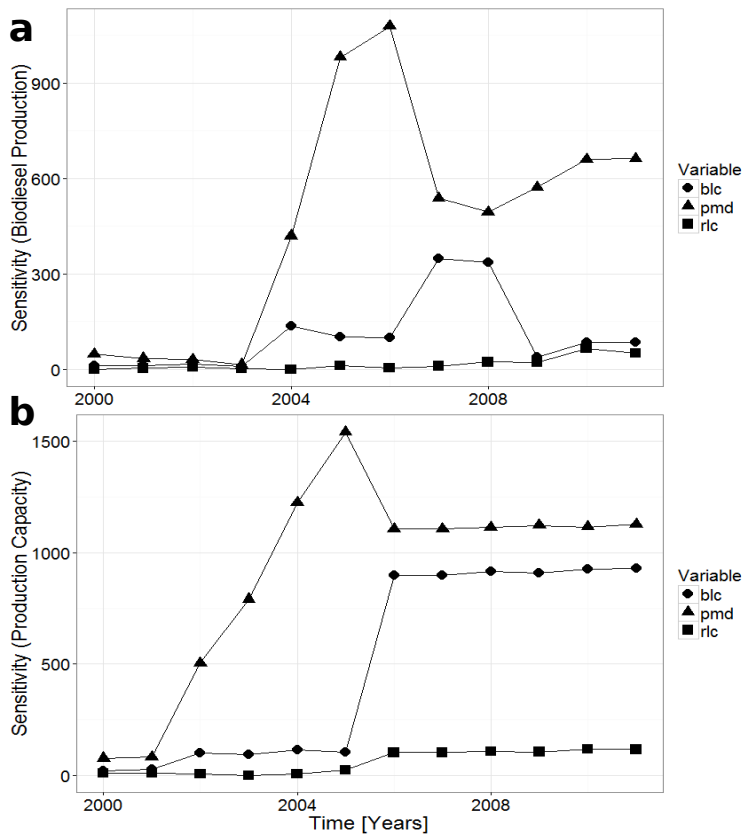 a
Sensitivity (Biodiesel Production)
900
600
300
0
2000
2004
2008
Variable
blc
pmd
rlc
b
Sensitivity (Production Capacity)
1500
1000
500
0
2000
2004
2008
Time [Years]
Variable
blc
pmd
rlc